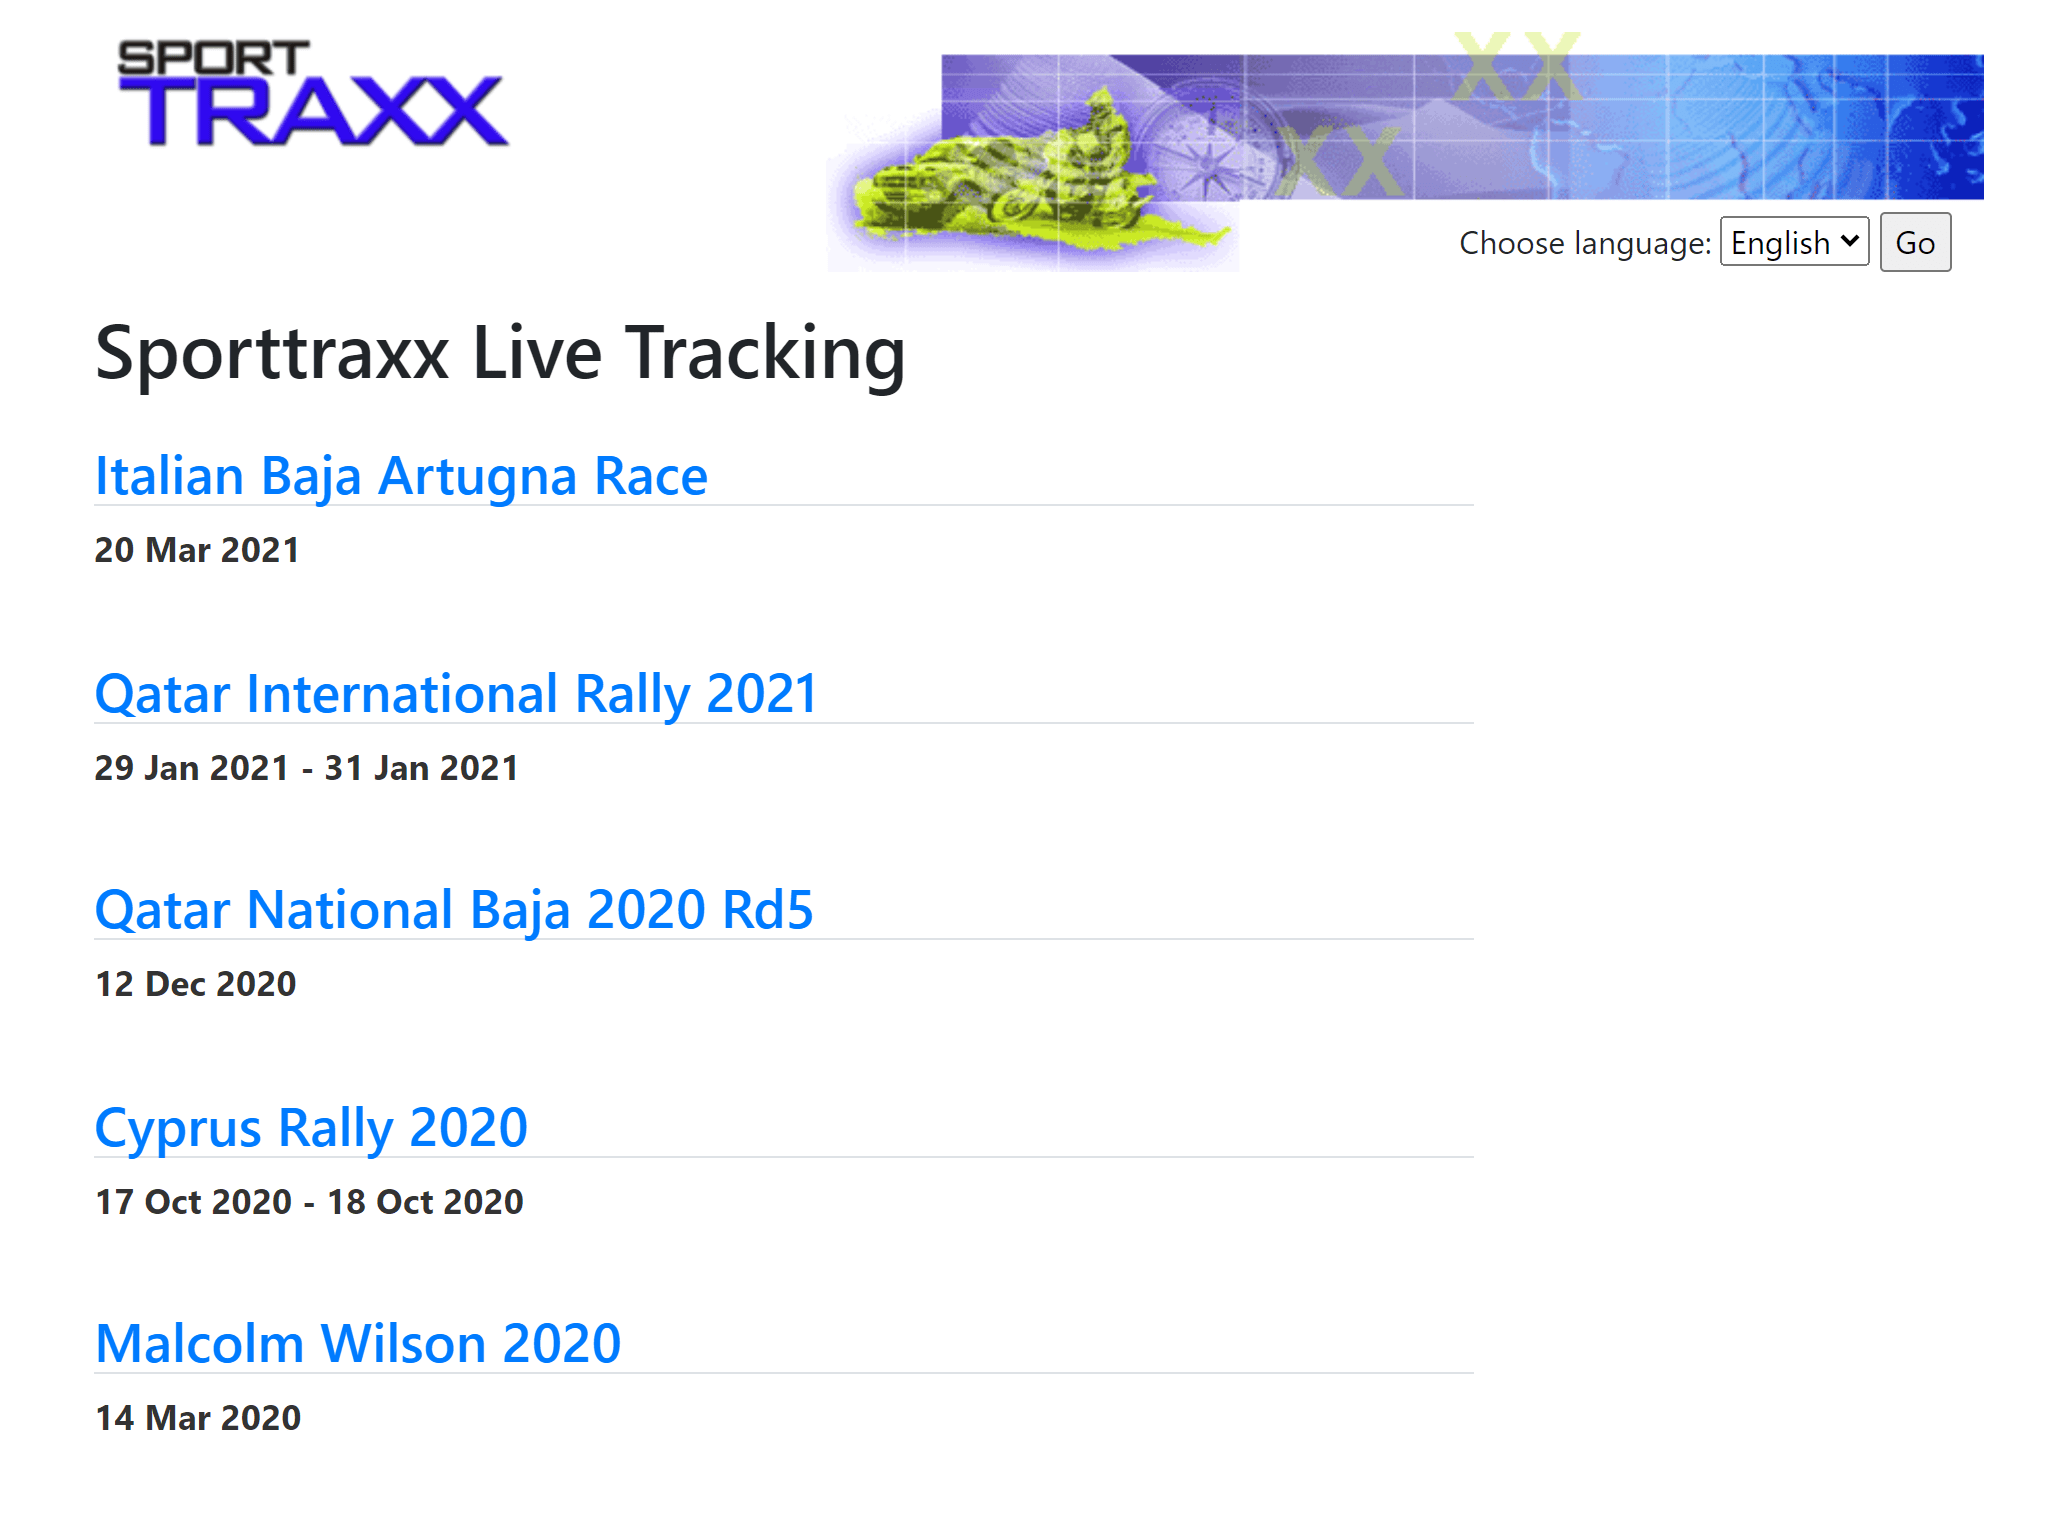 SPORT
TRAXX
XX
XX
Choose language: English Go
Sporttraxx Live Tracking
Italian Baja Artugna Race
20 Mar 2021
Qatar International Rally 2021
29 Jan 2021 - 31 Jan 2021
Qatar National Baja 2020 Rd5
12 Dec 2020
Cyprus Rally 2020
17 Oct 2020 - 18 Oct 2020
Malcolm Wilson 2020
14 Mar 2020